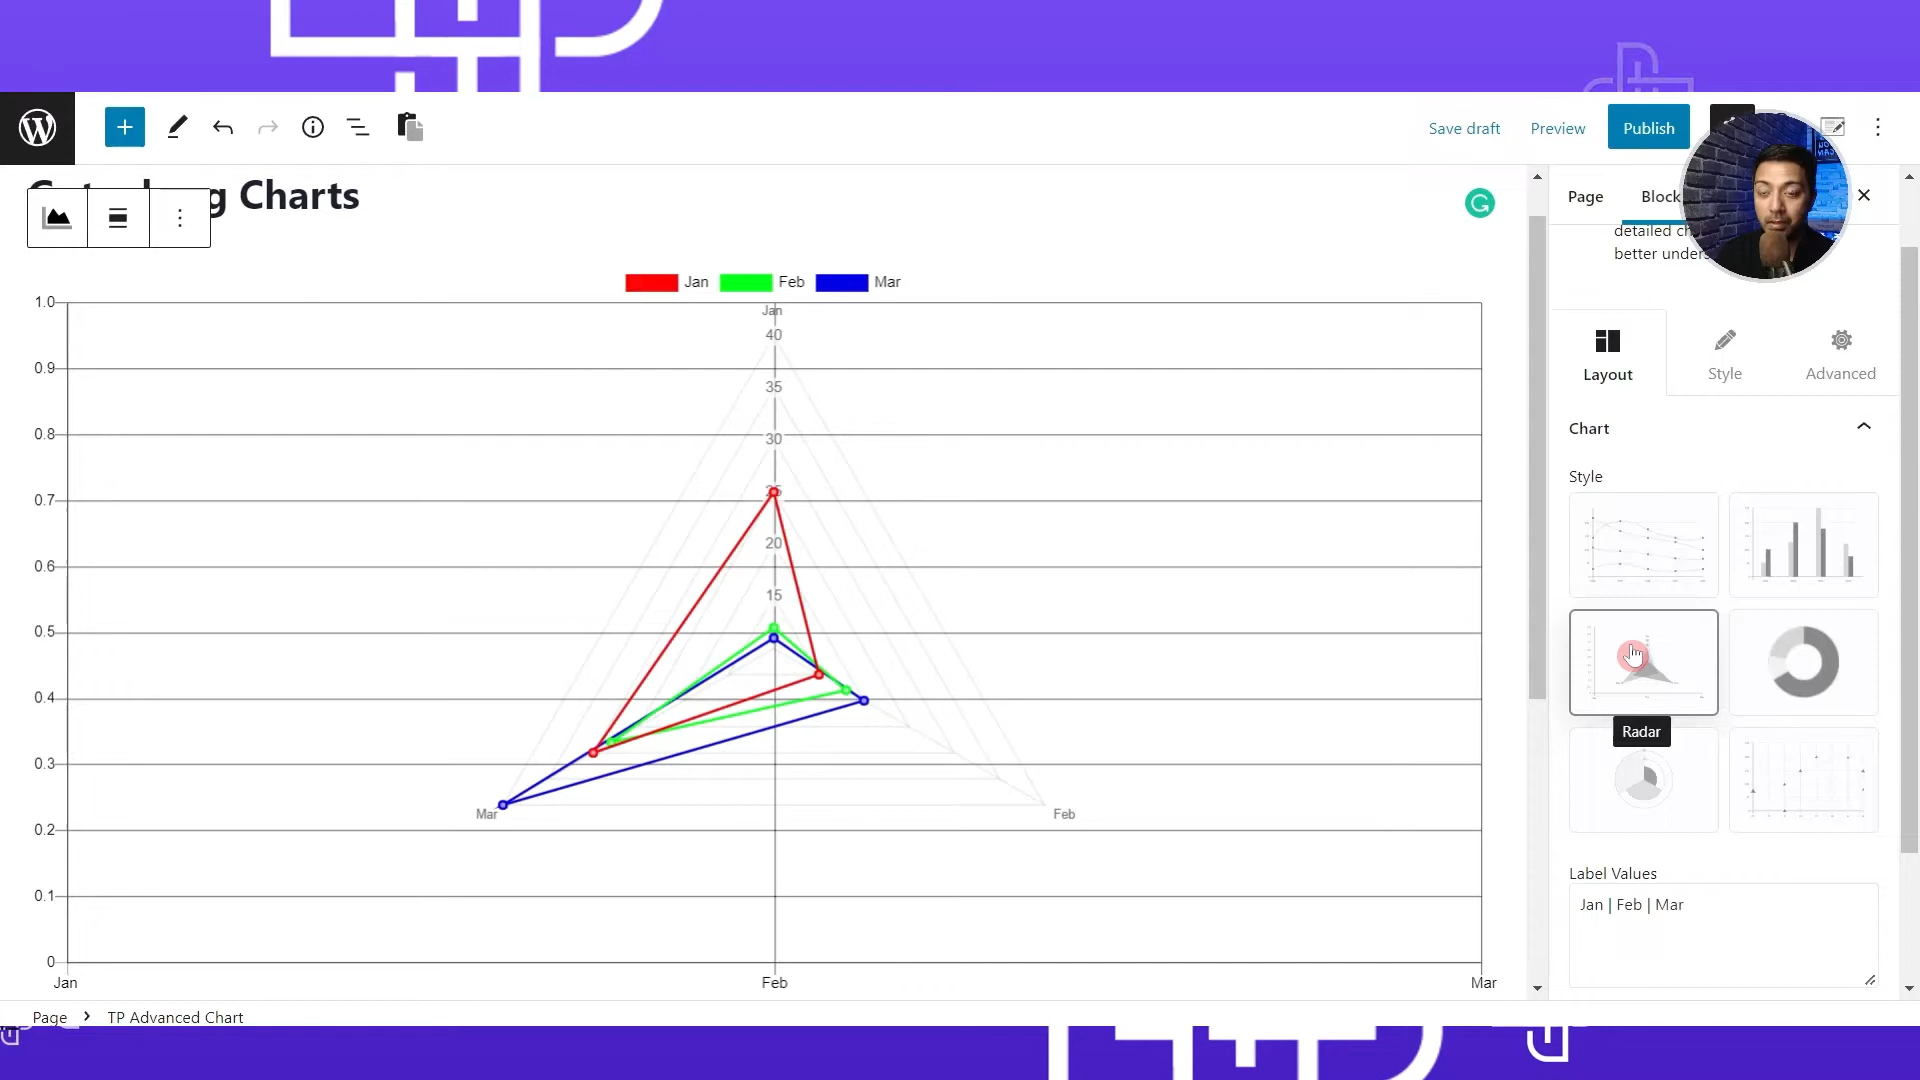 Save draft
Preview
Publish
g Charts
Page
Block
detailed ch
better unders
Jan
Feb
Mar
1.0
0.9
0.8
0.7
0.6
0.5
0.4
0.3
0.2
0.1
0
Jan
40
35
30
25
20
15
Mar
Feb
Jan
Feb
Mar
Layout
Style
Advanced
Chart
Style
Radar
Label Values
Jan | Feb | Mar
Page
TP Advanced Chart